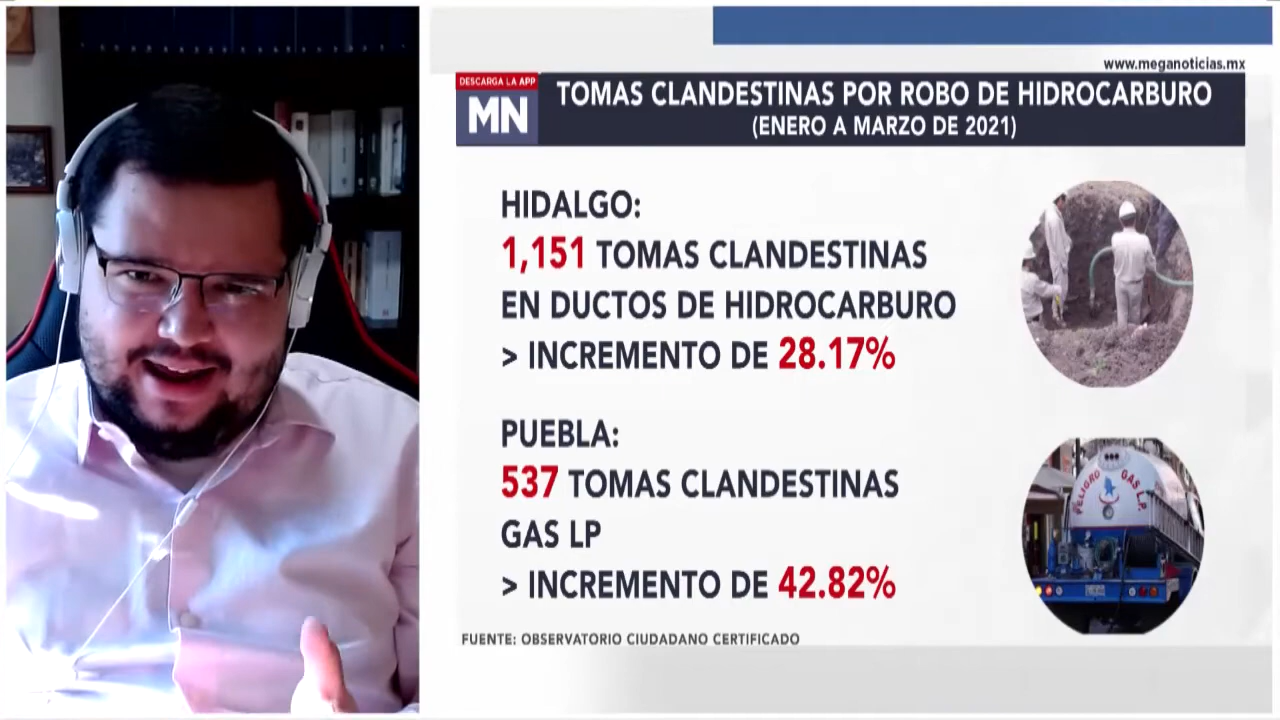 www.meganoticias.mx
DESCARGA LA APP
MN
TOMAS CLANDESTINAS POR ROBO DE HIDROCARBURO
(ENERO A MARZO DE 2021)
HIDALGO:
1,151 TOMAS CLANDESTINAS
EN DUCTOS DE HIDROCARBURO
> INCREMENTO DE 28.17%
PUEBLA:
537 TOMAS CLANDESTINAS
GAS LP
> INCREMENTO DE 42.82%
PELIGRO GAS L.P.
FUENTE: OBSERVATORIO CIUDADANO CERTIFICADO